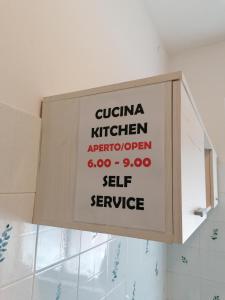 CUCINA
KITCHEN
APERTO/OPEN
6.00 - 9.00
SELF
SERVICE